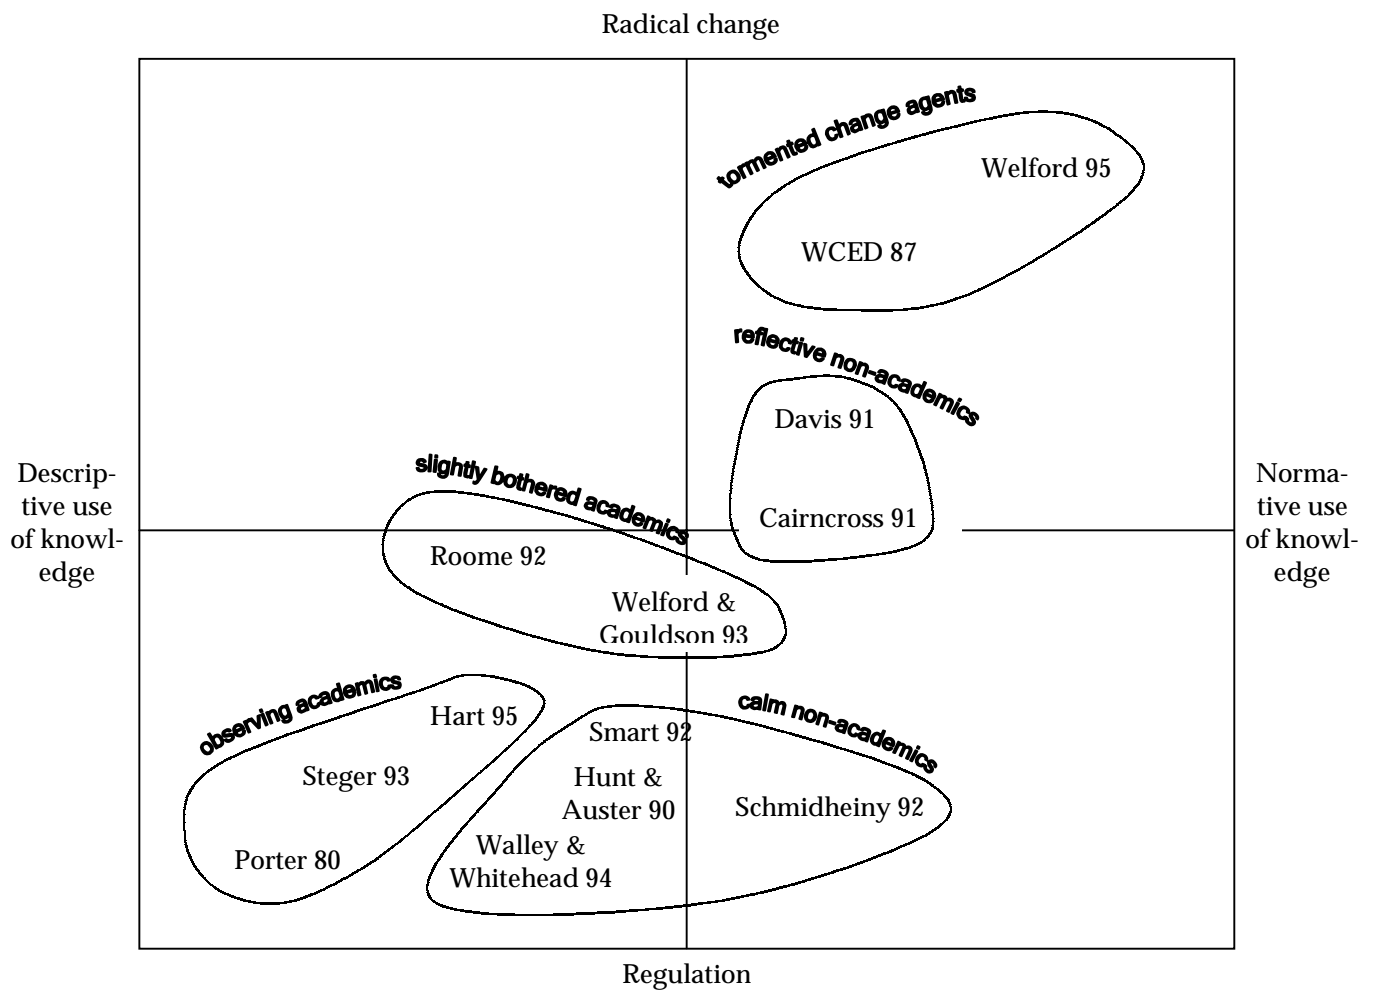 Radical change
tormented change agents
Welford 95
WCED 87
reflective non-academics
Davis 91
Cairncross 91
Descrip-
tive use
of knowl-
edge
Norma-
tive use
of knowl-
edge
slightly bothered academics
Roome 92
Welford &
Gouldson 93
observing academics
Hart 95
Steger 93
Porter 80
calm non-academics
Smart 92
Hunt &
Auster 90
Schmidheiny 92
Walley &
Whitehead 94
Regulation